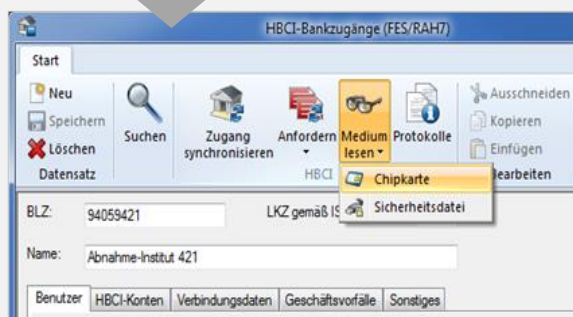 HBCI-Bankzugänge (FES/RAH7)
Start
Neu
Speichern
Löschen
Datensatz
Suchen
Zugang
synchronisieren
Anfordern
Medium
lesen
Protokolle
HBCI
Ausschneiden
Kopieren
Einfügen
Bearbeiten
Chipkarte
Sicherheitsdatei
BLZ: 94059421 LKZ gemäß
Name: Abnahme-Institut 421
Benutzer HBCI-Konten Verbindungsdaten Geschäftsvorfälle Sonstiges